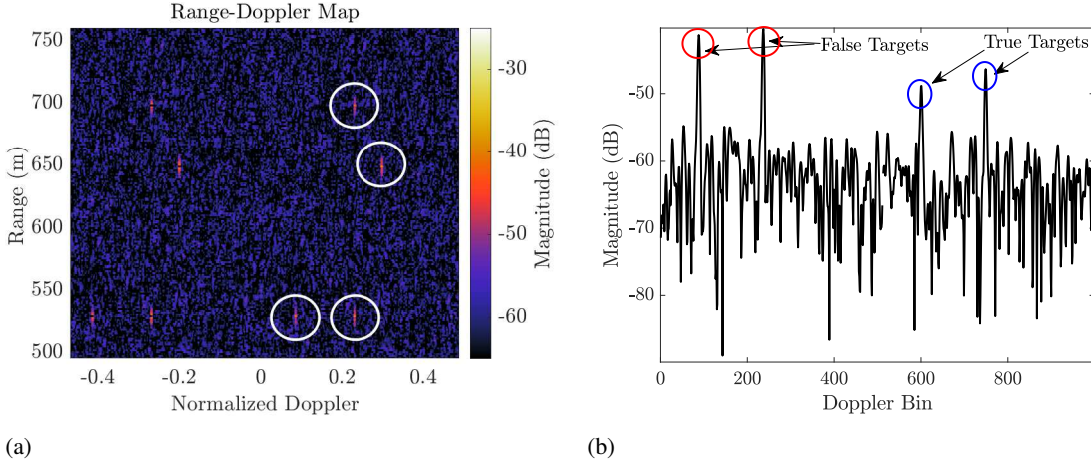 Range-Doppler Map
750
700
650
600
550
500
-0.4
-0.2
0
0.2
0.4
Normalized Doppler
Range (m)
-30
-40
-50
-60
Magnitude (dB)
(a)
False Targets
True Targets
-50
-60
-70
-80
0
200
400
600
800
Doppler Bin
Magnitude (dB)
(b)